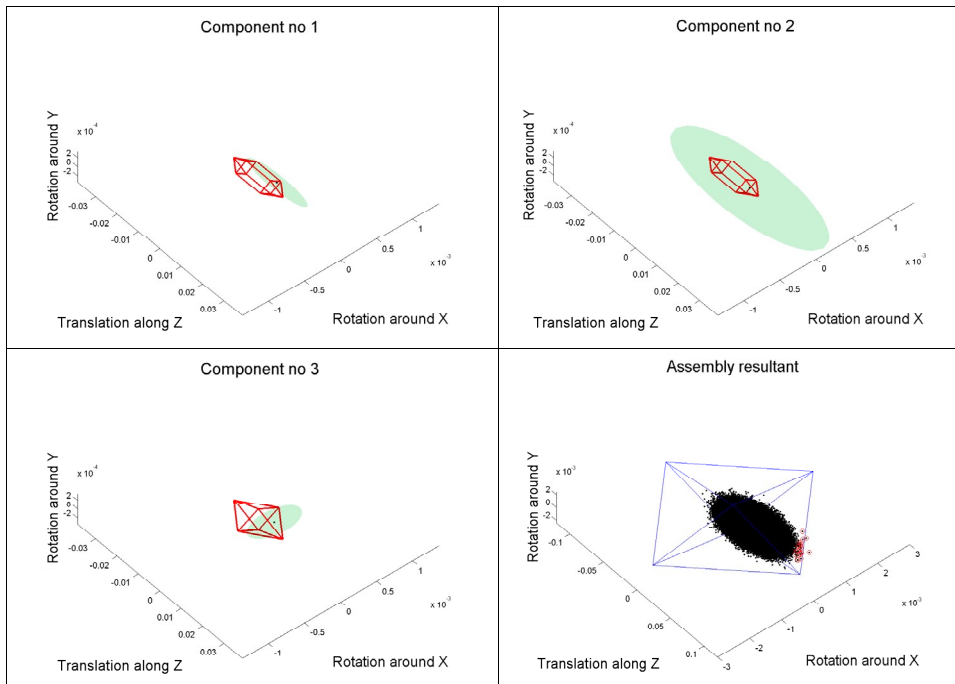 Component no 1
Rotation around Y
x 10^-4
2
0
-2
-0.03
-0.02
-0.01
0
0.01
0.02
0.03
Translation along Z
-1
-0.5
0
0.5
1
x 10^-3
Rotation around X
Component no 2
Rotation around Y
x 10^-4
2
0
-2
-0.03
-0.02
-0.01
0
0.01
0.02
0.03
Translation along Z
-1
-0.5
0
0.5
1
x 10^-3
Rotation around X
Component no 3
Rotation around Y
x 10^-4
2
0
-2
-0.03
-0.02
-0.01
0
0.01
0.02
0.03
Translation along Z
-1
-0.5
0
0.5
1
x 10^-3
Rotation around X
Assembly resultant
Rotation around Y
x 10^-3
2
0
-2
-0.1
-0.05
0
0.05
0.1
Translation along Z
-3
-2
-1
0
1
2
3
x 10^-3
Rotation around X